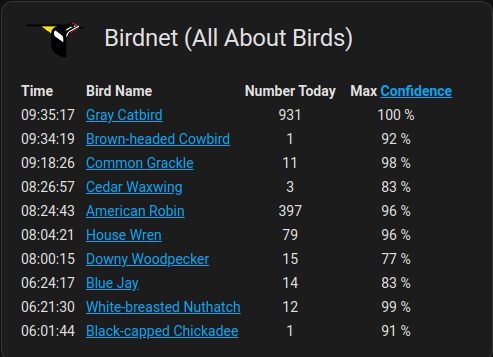 Birdnet (All About Birds)
Time Bird Name Number Today Max Confidence
09:35:17 Gray Catbird 931 100 %
09:34:19 Brown-headed Cowbird 1 92 %
09:18:26 Common Grackle 11 98 %
08:26:57 Cedar Waxwing 3 83 %
08:24:43 American Robin 397 96 %
08:04:21 House Wren 79 96 %
08:00:15 Downy Woodpecker 15 77 %
06:24:17 Blue Jay 14 83 %
06:21:30 White-breasted Nuthatch 12 99 %
06:01:44 Black-capped Chickadee 1 91 %